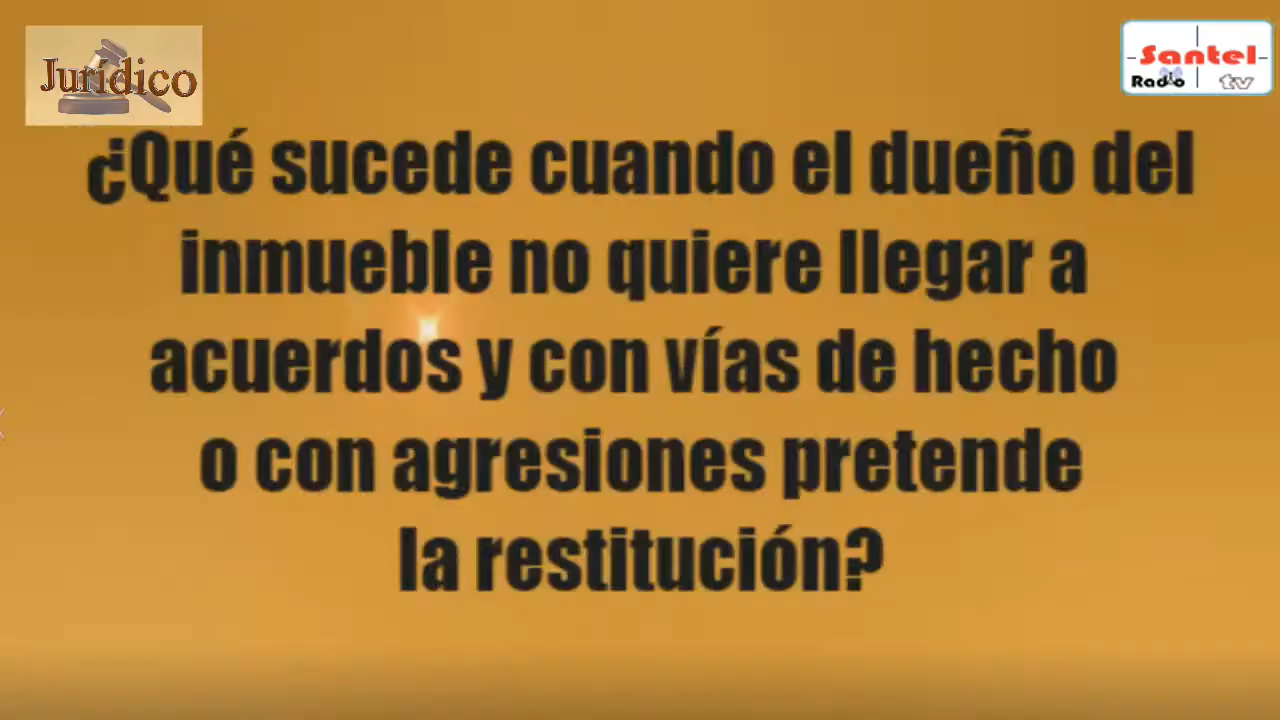 Jurídico
Santel
Radio tv
¿Qué sucede cuando el dueño del
inmueble no quiere llegar a
acuerdos y con vías de hecho
o con agresiones pretende
la restitución?